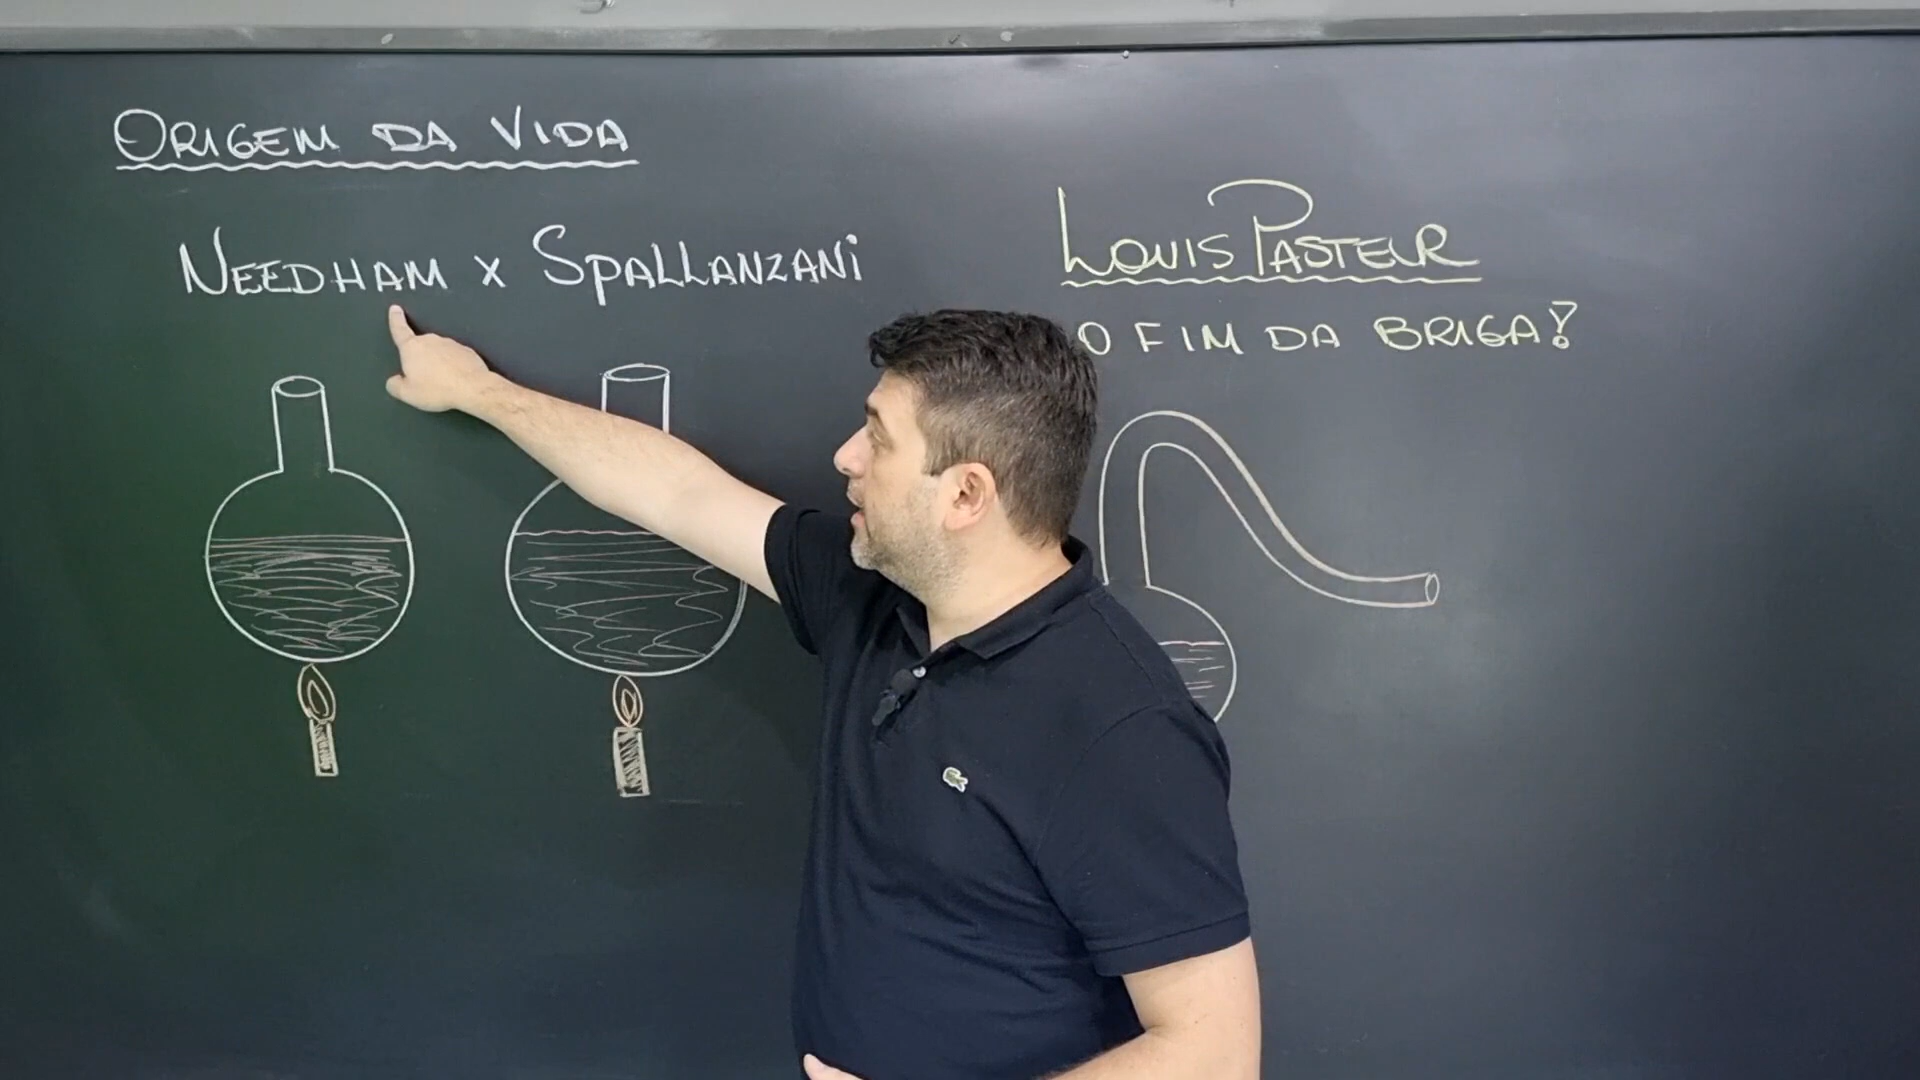 ORIGEM DA VIDA
NEEDHAM x SPALLANZANI
LOUIS PASTEUR
O FIM DA BRIGA!